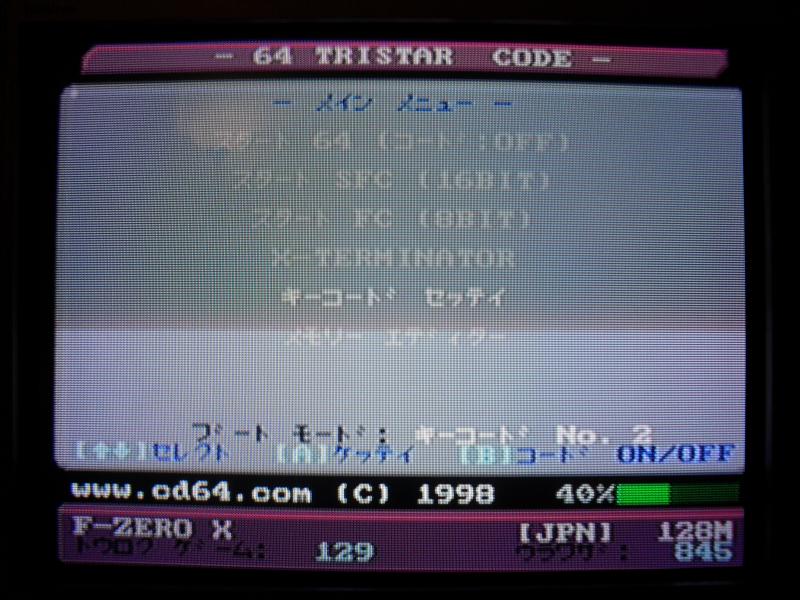 - 64 TRISTAR CODE -
- メイン メニュー -
スタート 64 (コード:OFF)
スタート SFC (16BIT)
スタート FC (8BIT)
X-TERMINATOR
キーコード セッテイ
メモリー エディター
ブート モード: キーコード No. 2
[↑↓]セレクト [A]ケッテイ [B]コード ON/OFF
www.cd64.com (C) 1998 40%
F-ZERO X [JPN] 128M
トウロクゲーム: 129 ウラワザ: 845